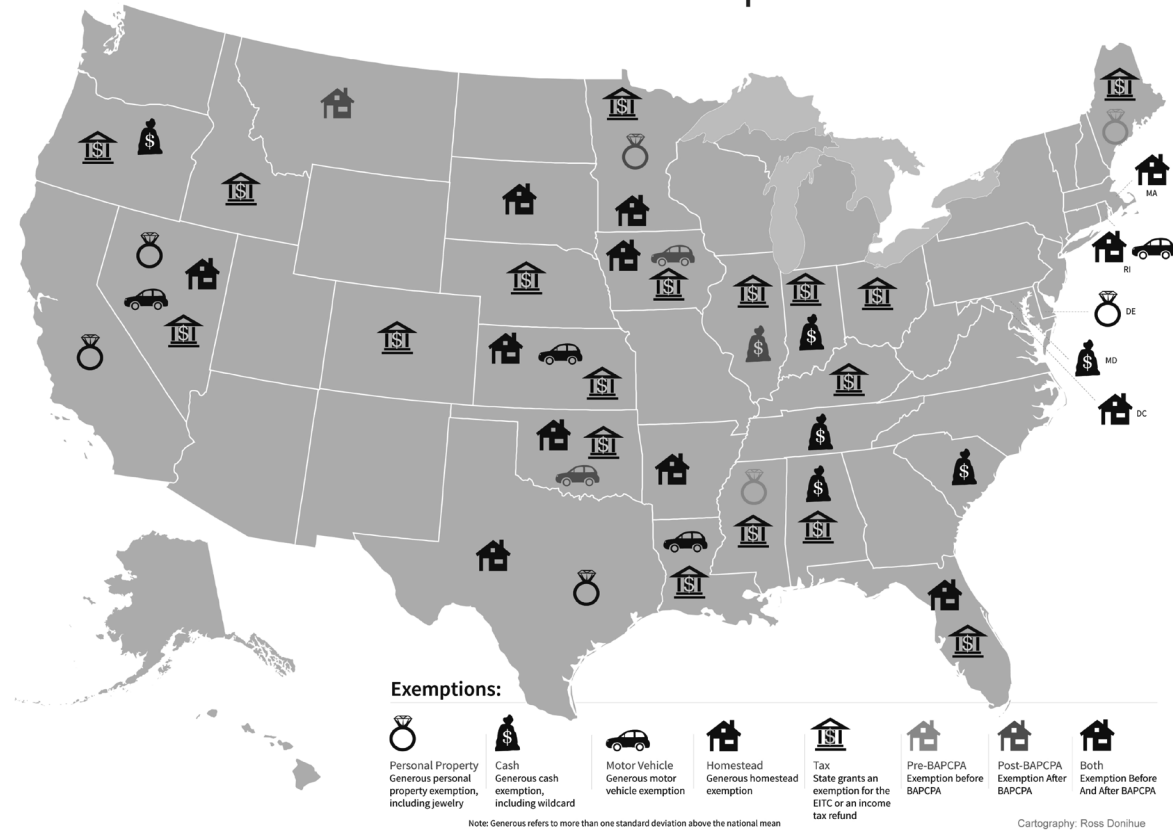 MA
RI
DE
MD
DC
Exemptions:
Personal Property
Generous personal
property exemption,
including jewelry
Cash
Generous cash
exemption,
including wildcard
Motor Vehicle
Generous motor
vehicle exemption
Homestead
Generous homestead
exemption
Tax
State grants an
exemption for the
EITC or an income
tax refund
Pre-BAPCPA
Exemption before
BAPCPA
Post-BAPCPA
Exemption After
BAPCPA
Both
Exemption Before
And After BAPCPA
Note: Generous refers to more than one standard deviation above the national mean
Cartography: Ross Donihue